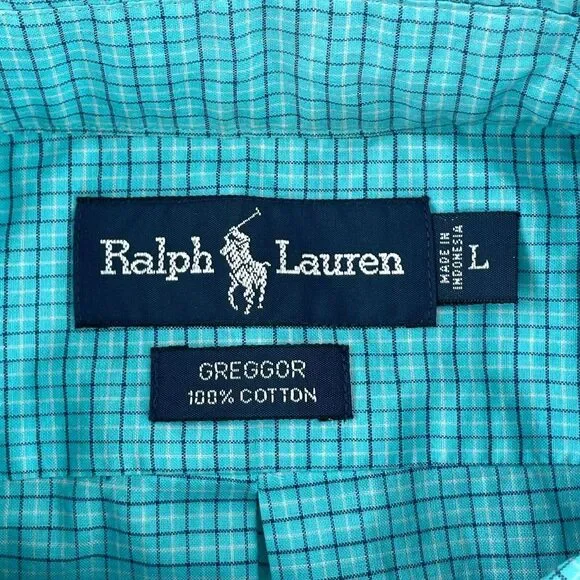 Ralph Lauren
MADE IN
INDONESIA
L
GREGGOR
100% COTTON